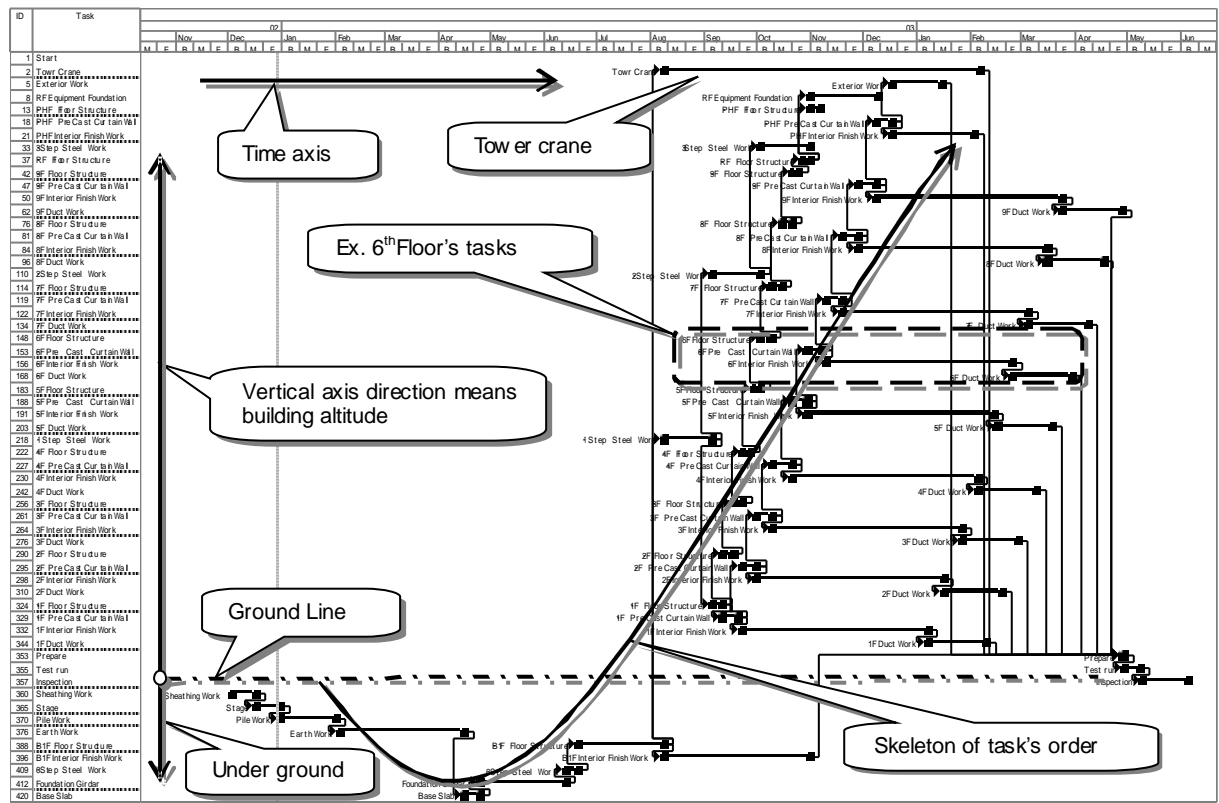 ID Task
02 03
Nov Dec Jan Feb Mar Apr May Jun Jul Aug Sep Oct Nov Dec Jan Feb Mar Apr May Jun
1 Start
2 Towr Crane
5 Exterior Work
8 RF Equipment Foundation
13 PHF Floor Structure
18 PHF PreCast Curtain Wall
21 PHF Interior Finish Work
33 3Step Steel Work
37 RF Floor Structure
42 9F Floor Structure
47 9F PreCast Curtain Wall
50 9F Interior Finish Work
62 9F Duct Work
76 8F Floor Structure
81 8F PreCast Curtain Wall
84 8F Interior Finish Work
96 8F Duct Work
110 2Step Steel Work
114 7F Floor Structure
119 7F PreCast Curtain Wall
122 7F Interior Finish Work
134 7F Duct Work
148 6F Floor Structure
153 6F Pre Cast Curtain Wall
156 6F Interior Finish Work
168 6F Duct Work
183 5F Floor Structure
188 5F Pre Cast Curtain Wall
191 5F Interior Finish Work
203 5F Duct Work
218 1Step Steel Work
222 4F Floor Structure
227 4F PreCast Curtain Wall
230 4F Interior Finish Work
242 4F Duct Work
256 3F Floor Structure
261 3F PreCast Curtain Wall
264 3F Interior Finish Work
276 3F Duct Work
290 2F Floor Structure
295 2F PreCast Curtain Wall
298 2F Interior Finish Work
310 2F Duct Work
324 1F Floor Structure
329 1F PreCast Curtain Wall
332 1F Interior Finish Work
344 1F Duct Work
353 Prepare
355 Test run
357 Inspection
360 Sheathing Work
365 Stage
370 Pile Work
376 Earth Work
388 B1F Floor Structure
396 B1F Interior Finish Work
409 0Step Steel Work
412 Foundation Girdar
420 Base Slab
Time axis
Tower crane
Ex. 6th Floor's tasks
Vertical axis direction means
building altitude
Ground Line
Under ground
Skeleton of task's order
Towr Crane
Exterior Work
RF Equipment Foundation
PHF Floor Structure
PHF PreCast Curtain Wall
PHF Interior Finish Work
3Step Steel Work
RF Floor Structure
9F Floor Structure
9F PreCast Curtain Wall
9F Interior Finish Work
9F Duct Work
8F Floor Structure
8F PreCast Curtain Wall
8F Interior Finish Work
8F Duct Work
2Step Steel Work
7F Floor Structure
7F PreCast Curtain Wall
7F Interior Finish Work
7F Duct Work
6F Floor Structure
6F Pre Cast Curtain Wall
6F Interior Finish Work
6F Duct Work
5F Floor Structure
5F Pre Cast Curtain Wall
5F Interior Finish Work
5F Duct Work
1Step Steel Work
4F Floor Structure
4F PreCast Curtain Wall
4F Interior Finish Work
4F Duct Work
3F Floor Structure
3F PreCast Curtain Wall
3F Interior Finish Work
3F Duct Work
2F Floor Structure
2F PreCast Curtain Wall
2F Interior Finish Work
2F Duct Work
1F Floor Structure
1F PreCast Curtain Wall
1F Interior Finish Work
1F Duct Work
Prepare
Test run
Inspection
Sheathing Work
Stage
Pile Work
Earth Work
B1F Floor Structure
B1F Interior Finish Work
Step Steel Work
Foundation Girdar
Base Slab